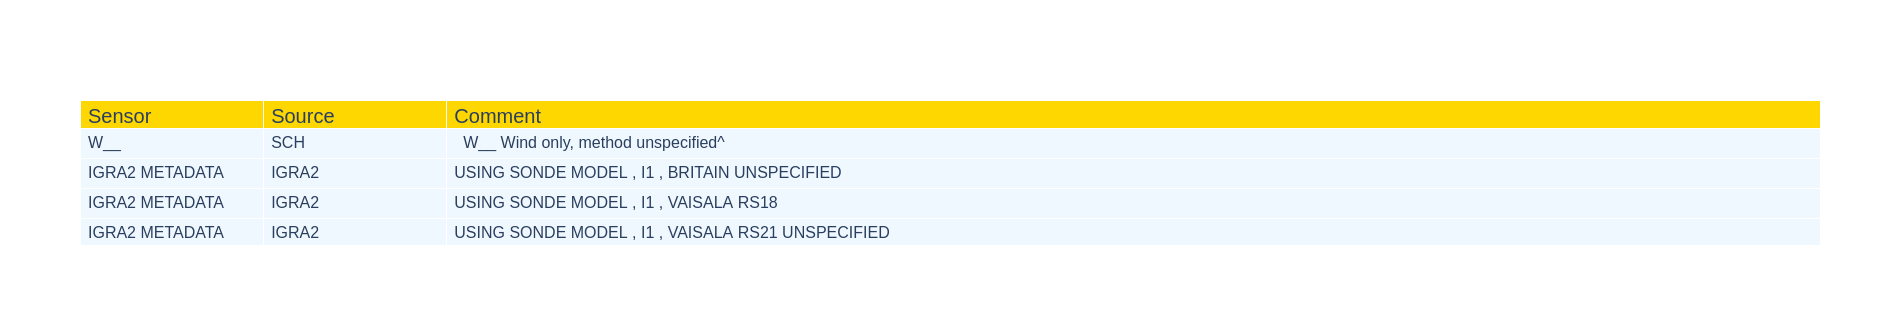 Sensor Source Comment
W__ SCH W__ Wind only, method unspecified^
IGRA2 METADATA IGRA2 USING SONDE MODEL , I1 , BRITAIN UNSPECIFIED
IGRA2 METADATA IGRA2 USING SONDE MODEL , I1 , VAISALA RS18
IGRA2 METADATA IGRA2 USING SONDE MODEL , I1 , VAISALA RS21 UNSPECIFIED